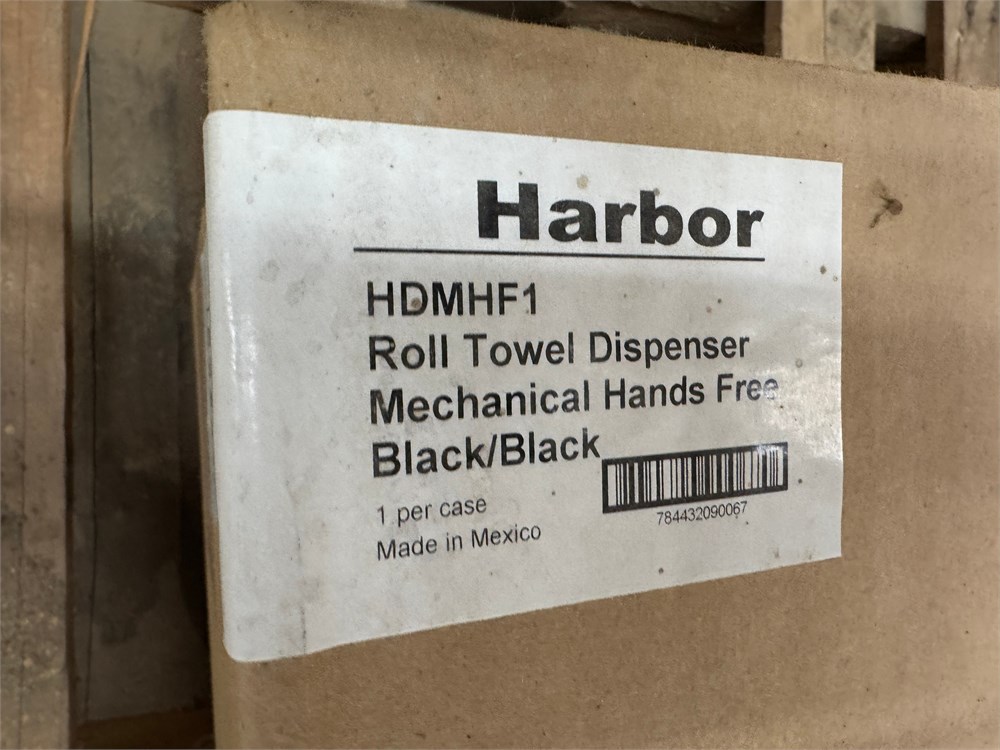 Harbor
HDMHF1
Roll Towel Dispenser
Mechanical Hands Free
Black/Black
1 per case
Made in Mexico
784432090067